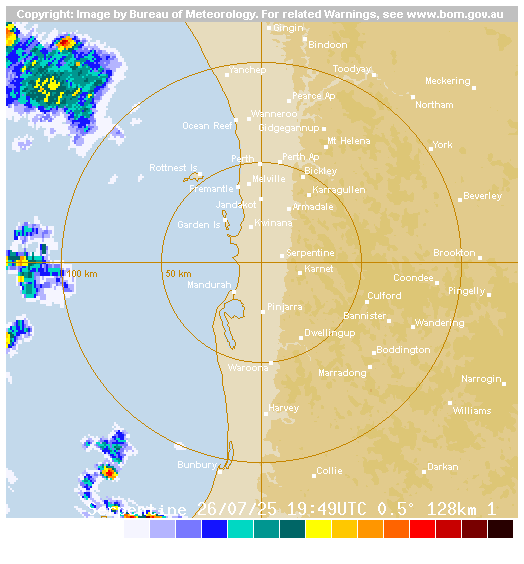 Copyright: Image by Bureau of Meteorology. For related Warnings, see www.bom.gov.au
Gingin
Bindoon
Yanchep
Toodyay
Meckering
Pearce Ap
Northam
Wanneroo
Ocean Reef
Gidgegannup
Mt Helena
York
Perth
Perth Ap
Rottnest Is
Bickley
Melville
Fremantle
Karragullen
Beverley
Jandakot
Armadale
Garden Is
Kwinana
Serpentine
Brookton
100 km
50 km
Karnet
Coondee
Mandurah
Pingelly
Cufford
Pinjarra
Bannister
Wandering
Dwellingup
Boddington
Waroona
Marradong
Narrogin
Harvey
Williams
Bunbury
Collie
Darkan
Serpentine 26/07/25 19:49UTC 0.5° 128km 1